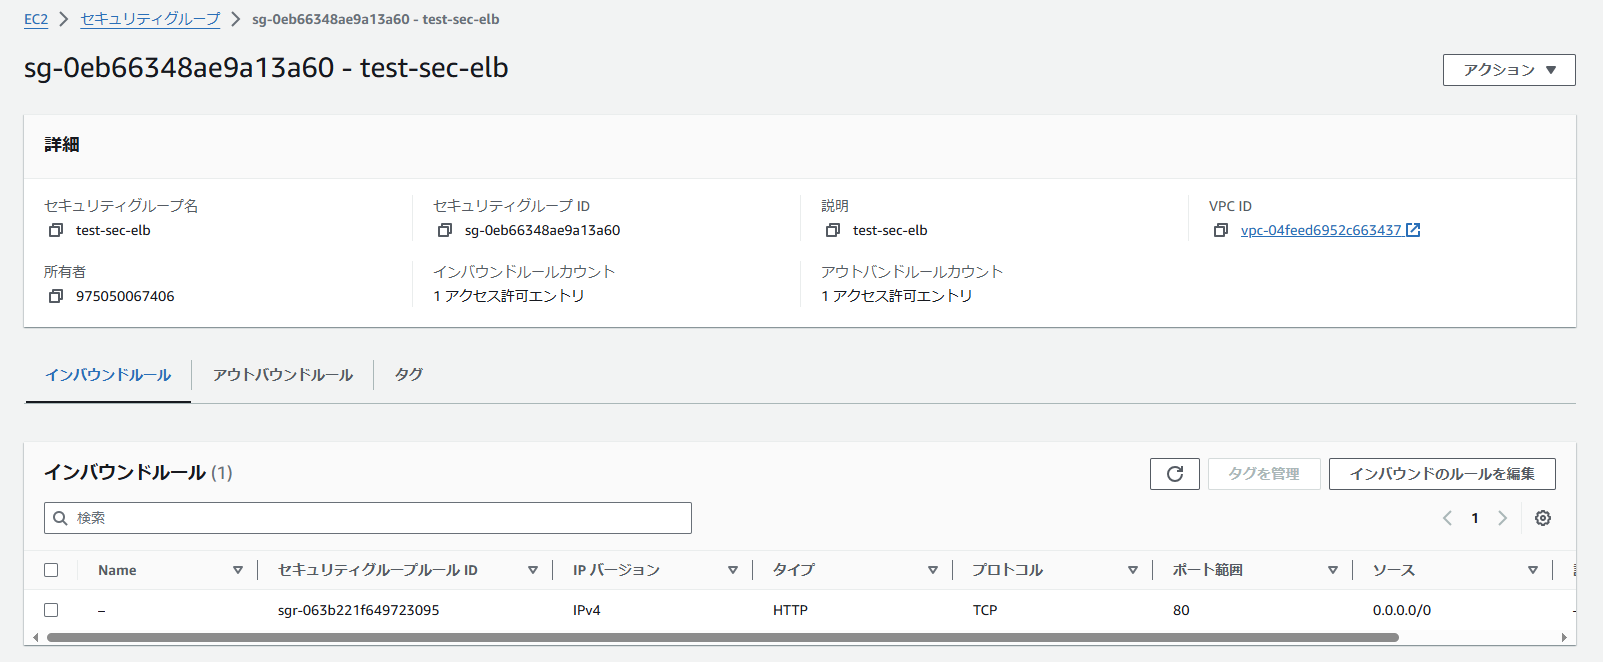 EC2 > セキュリティグループ > sg-0eb66348ae9a13a60 - test-sec-elb
sg-0eb66348ae9a13a60 - test-sec-elb
アクション ▼
詳細
セキュリティグループ名
test-sec-elb
セキュリティグループ ID
sg-0eb66348ae9a13a60
説明
test-sec-elb
VPC ID
vpc-04feed6952c663437
所有者
975050067406
インバウンドルールカウント
1 アクセス許可エントリ
アウトバンドルールカウント
1 アクセス許可エントリ
インバウンドルール アウトバウンドルール タグ
インバウンドルール (1)
タグを管理 インバウンドのルールを編集
検索
1
Name セキュリティグループルール ID IP バージョン タイプ プロトコル ポート範囲 ソース
– sgr-063b221f649723095 IPv4 HTTP TCP 80 0.0.0.0/0